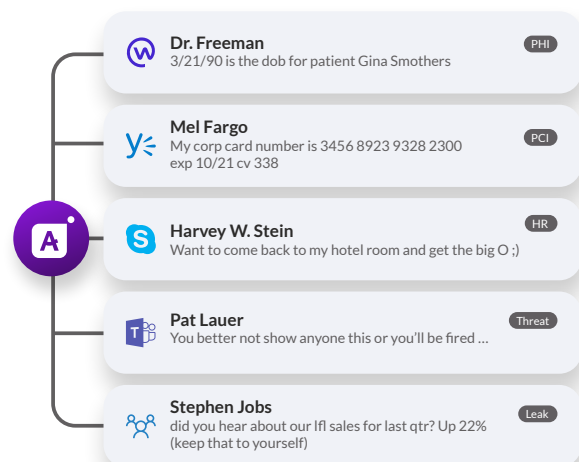 Dr. Freeman
PHI
3/21/90 is the dob for patient Gina Smothers
Mel Fargo
PCI
My corp card number is 3456 8923 9328 2300
exp 10/21 cv 338
Harvey W. Stein
HR
Want to come back to my hotel room and get the big O ;)
Pat Lauer
Threat
You better not show anyone this or you'll be fired ...
Stephen Jobs
Leak
did you hear about our lfl sales for last qtr? Up 22%
(keep that to yourself)